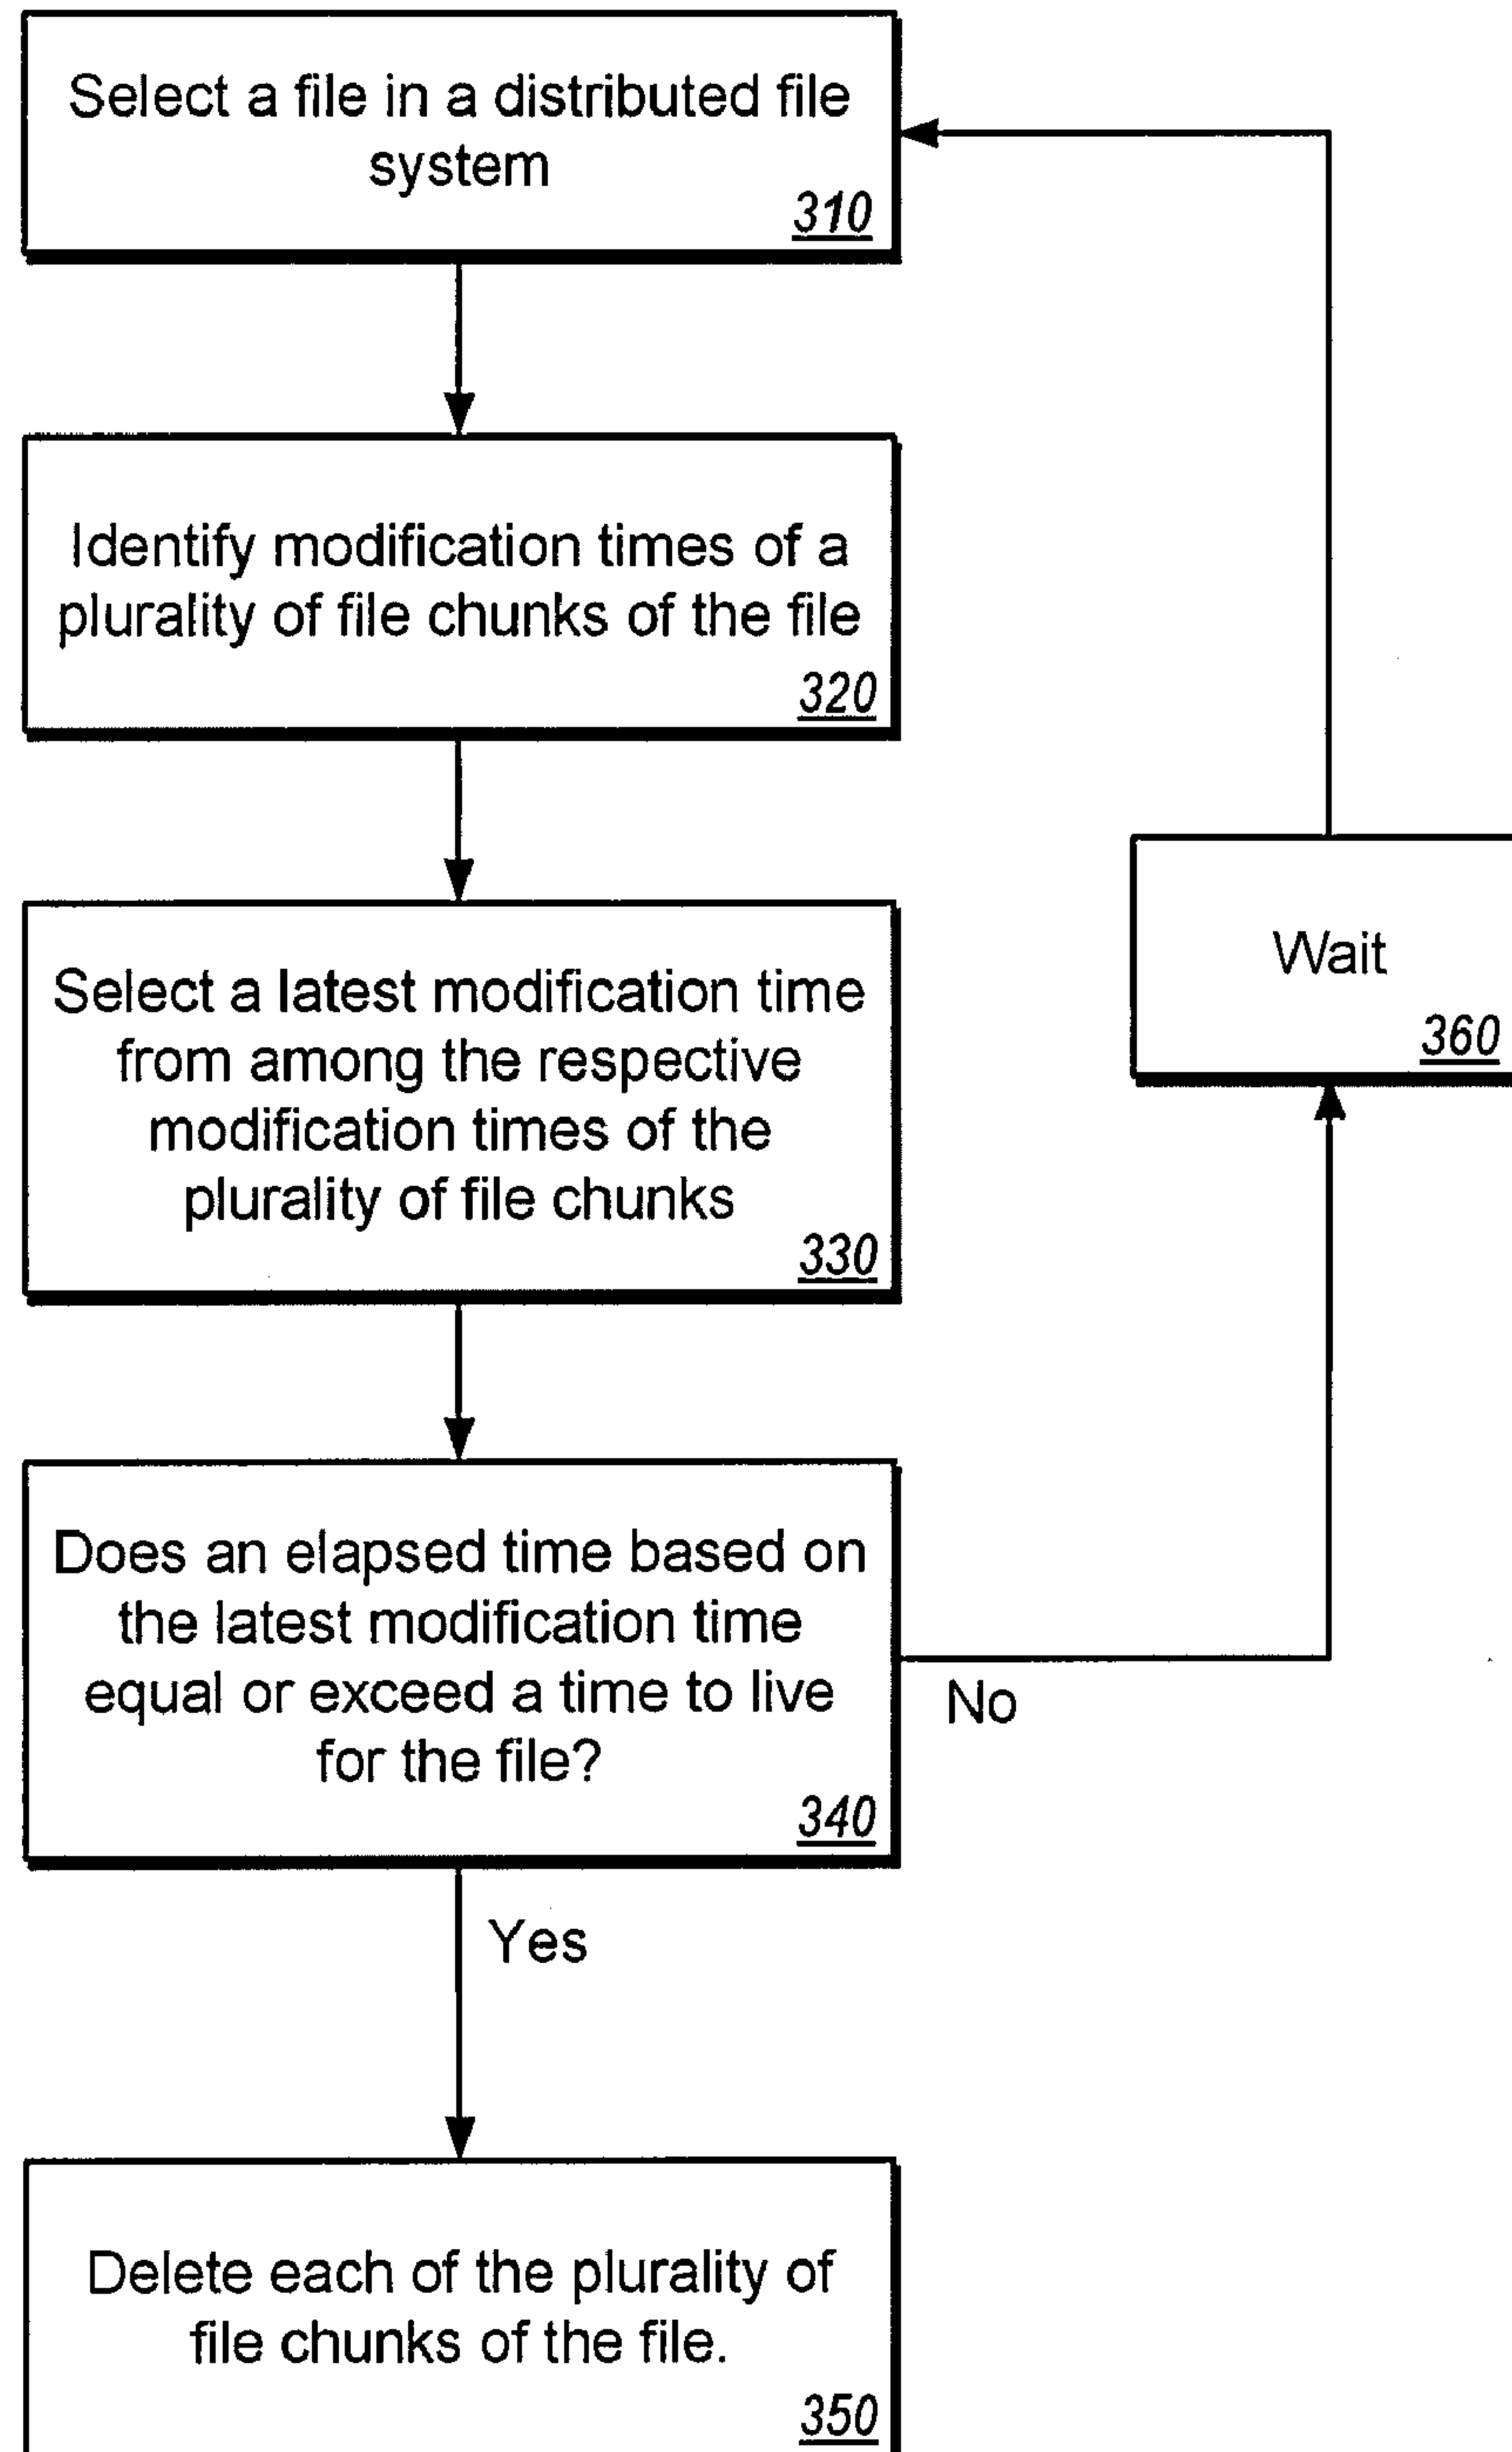 Select a file in a distributed file
system
310
Identify modification times of a
plurality of file chunks of the file
320
Select a latest modification time
from among the respective
modification times of the
plurality of file chunks
330
Wait
360
Does an elapsed time based on
the latest modification time
equal or exceed a time to live
for the file?
340
No
Yes
Delete each of the plurality of
file chunks of the file.
350